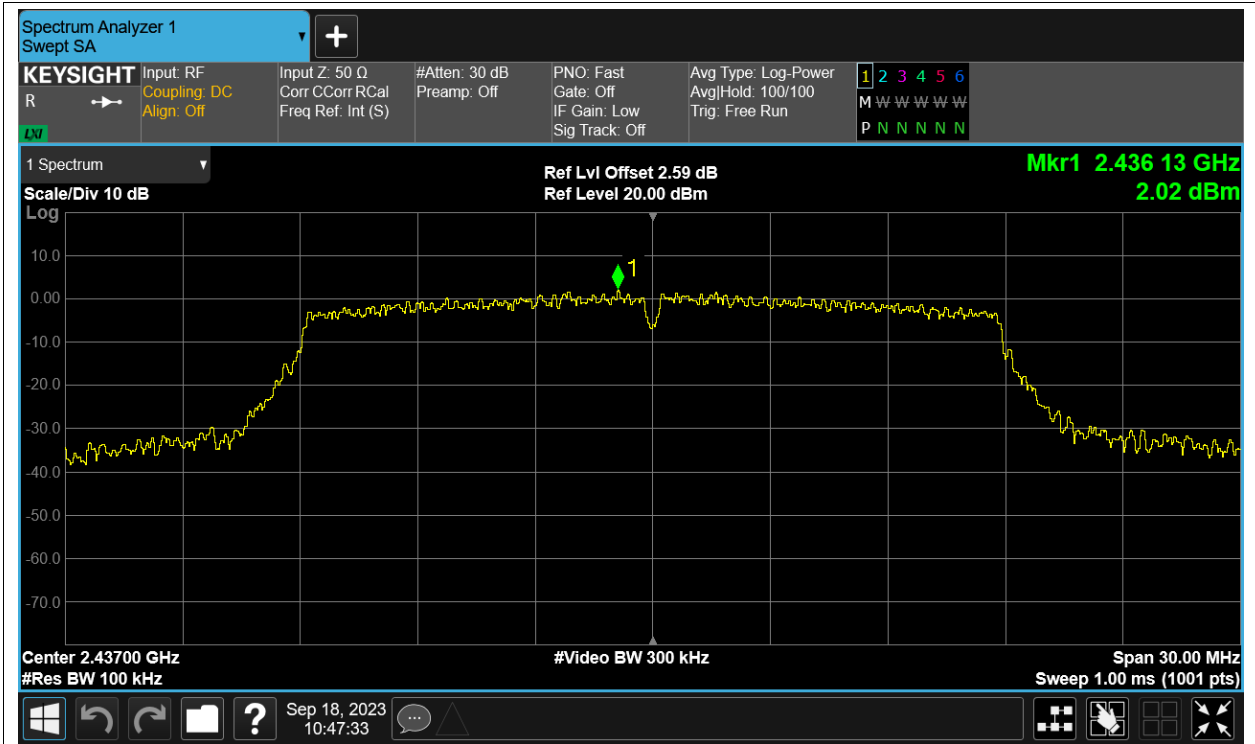 Spectrum Analyzer 1
Swept SA
+
KEYSIGHT
R
LXI
Input: RF
Coupling: DC
Align: Off
Input Z: 50 Ω
Corr CCorr RCal
Freq Ref: Int (S)
#Atten: 30 dB
Preamp: Off
PNO: Fast
Gate: Off
IF Gain: Low
Sig Track: Off
Avg Type: Log-Power
Avg|Hold: 100/100
Trig: Free Run
1 2 3 4 5 6
M W W W W W
P N N N N N
1 Spectrum
Scale/Div 10 dB
Log
Ref Lvl Offset 2.59 dB
Ref Level 20.00 dBm
Mkr1 2.436 13 GHz
2.02 dBm
1
10.0
0.00
-10.0
-20.0
-30.0
-40.0
-50.0
-60.0
-70.0
Center 2.43700 GHz
#Res BW 100 kHz
#Video BW 300 kHz
Span 30.00 MHz
Sweep 1.00 ms (1001 pts)
?
Sep 18, 2023
10:47:33